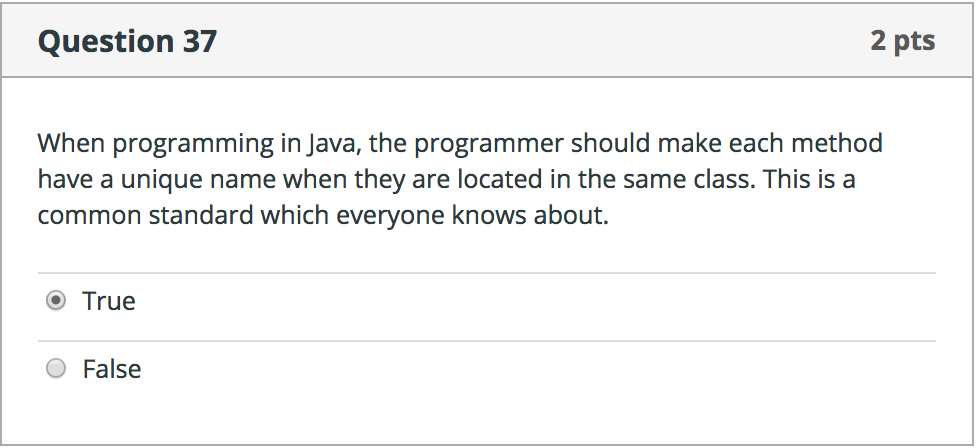 Question 37
2 pts
When programming in Java, the programmer should make each method
have a unique name when they are located in the same class. This is a
common standard which everyone knows about.
True
False